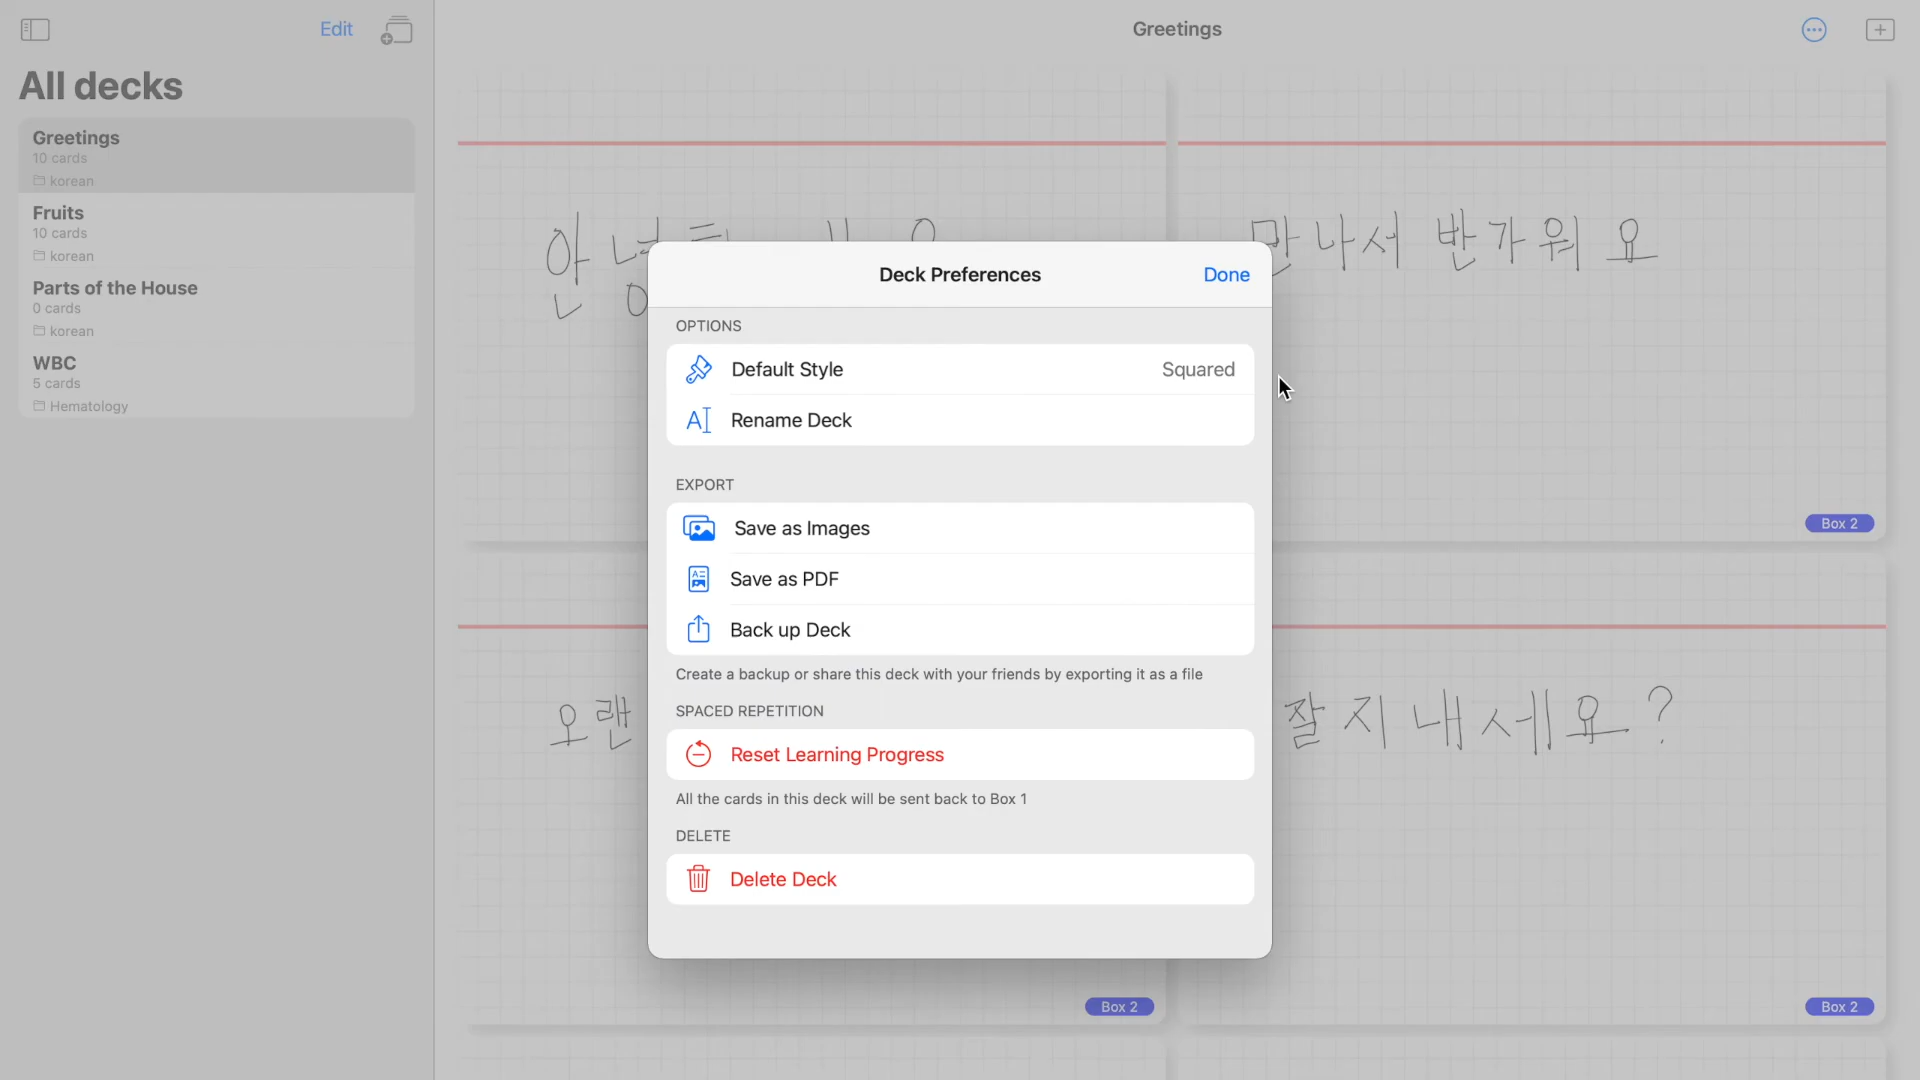 Edit
Greetings
All decks
Greetings
10 cards
korean
Fruits
10 cards
korean
Parts of the House
0 cards
korean
WBC
5 cards
Hematology
만나서 반가워요
Box 2
오랜
잘지내세요?
Box 2
Box 2
Deck Preferences
Done
OPTIONS
Default Style
Squared
Rename Deck
EXPORT
Save as Images
Save as PDF
Back up Deck
Create a backup or share this deck with your friends by exporting it as a file
SPACED REPETITION
Reset Learning Progress
All the cards in this deck will be sent back to Box 1
DELETE
Delete Deck